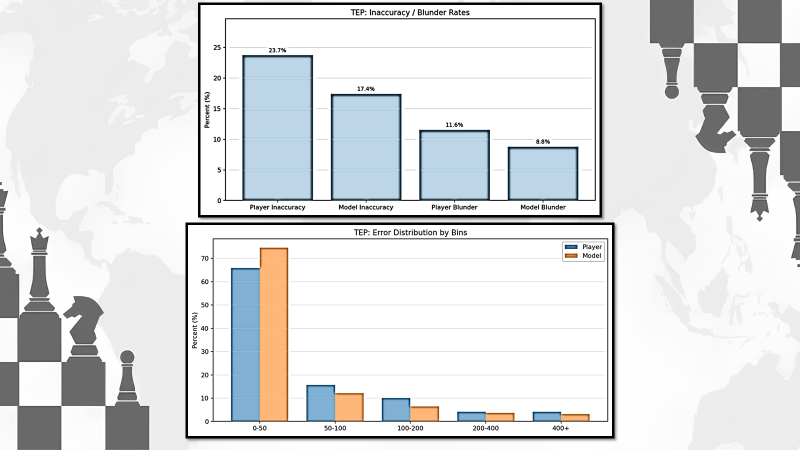 TEP: Inaccuracy / Blunder Rates
Percent (%)
25
20
15
10
5
0
23.7%
17.4%
11.6%
8.8%
Player Inaccuracy
Model Inaccuracy
Player Blunder
Model Blunder
TEP: Error Distribution by Bins
Percent (%)
70
60
50
40
30
20
10
0
Player
Model
0-50
50-100
100-200
200-400
400+